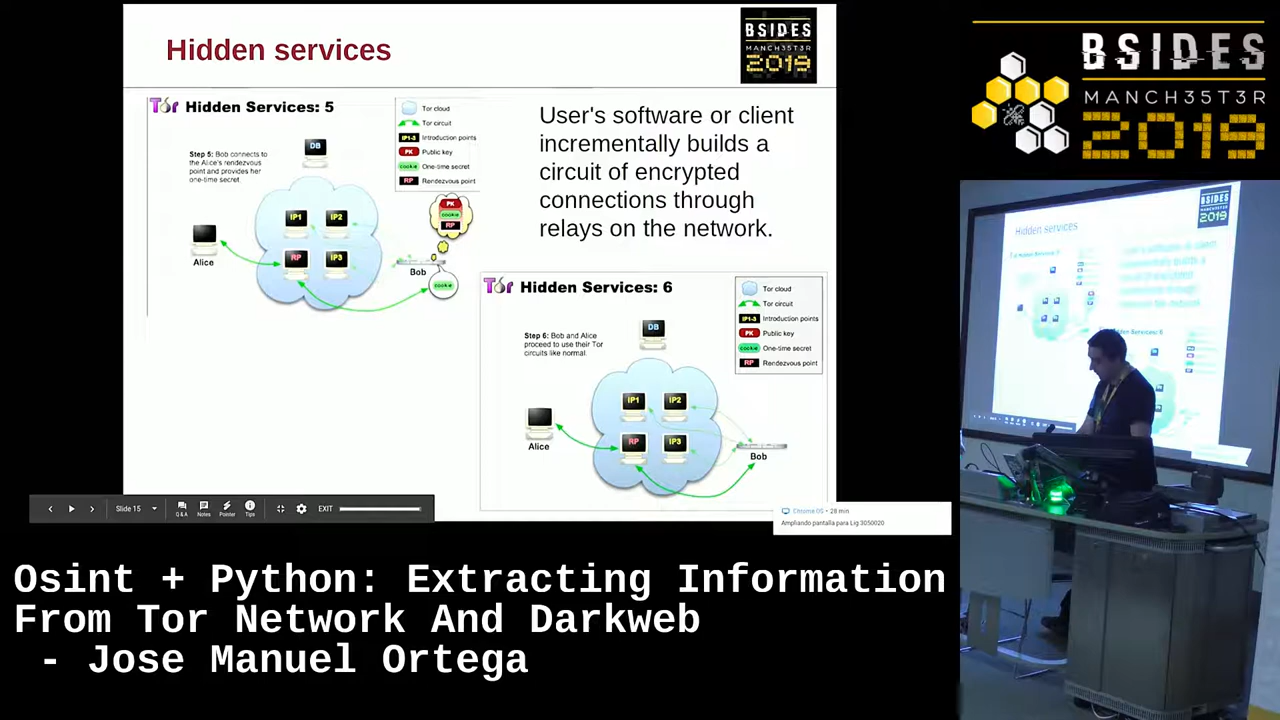 Hidden services
BSIDES
MANCH3ST3R
2019
Tor Hidden Services: 5
Step 5: Bob connects to
the Alice's rendezvous
point and provides her
one-time secret.
DB
Tor cloud
Tor circuit
IP1-3 Introduction points
PK Public key
cookie One-time secret
RP Rendezvous point
IP1
IP2
RP
IP3
Alice
Bob
PK
cookie
RP
cookie
User's software or client
incrementally builds a
circuit of encrypted
connections through
relays on the network.
Tor Hidden Services: 6
Step 6: Bob and Alice
proceed to use their Tor
circuits like normal.
DB
Tor cloud
Tor circuit
IP1-3 Introduction points
PK Public key
cookie One-time secret
RP Rendezvous point
IP1
IP2
RP
IP3
Alice
Bob
Slide 15
Q & A
Notes
Pointer
Tips
EXIT
Chrome OS • 28 min
Ampliando pantalla para Lig 3050020
BSIDES
MANCH35T3R
2019
Hidden services
2019
Osint + Python: Extracting Information
From Tor Network And Darkweb
- Jose Manuel Ortega